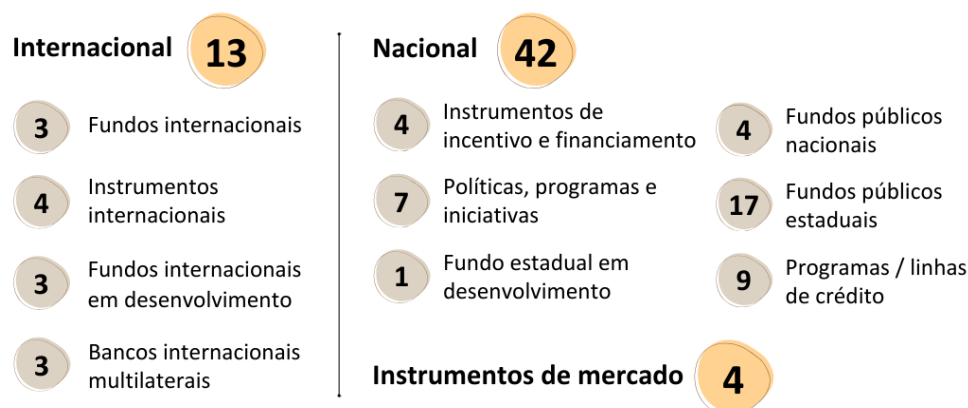 Internacional 13
3 Fundos internacionais
4 Instrumentos
internacionais
3 Fundos internacionais
em desenvolvimento
3 Bancos internacionais
multilaterais
Nacional 42
4 Instrumentos de
incentivo e financiamento
7 Políticas, programas e
iniciativas
1 Fundo estadual em
desenvolvimento
4 Fundos públicos
nacionais
17 Fundos públicos
estaduais
9 Programas / linhas
de crédito
Instrumentos de mercado 4